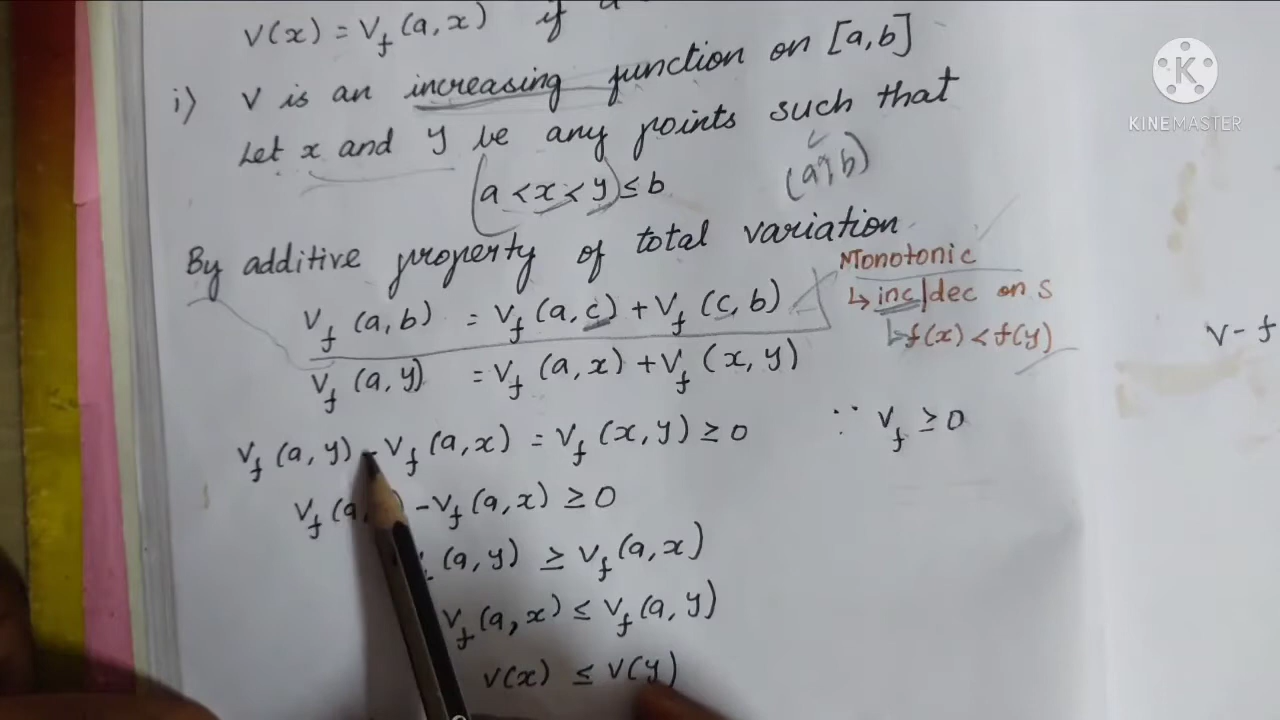 V(x) = V_f (a, x) if a
i) V is an increasing function on [a, b]
Let x and y be any points such that
a < x < y ≤ b
(a, b)
By additive property of total variation
V_f (a, b) = V_f (a, c) + V_f (c, b)
V_f (a, y) = V_f (a, x) + V_f (x, y)
Monotonic
↳ inc/dec on S
↳ f(x) < f(y)
V - f
V_f (a, y) - V_f (a, x) = V_f (x, y) ≥ 0 ∵ V_f ≥ 0
V_f (a, - V_f (a, x) ≥ 0
(a, y) ≥ V_f (a, x)
V_f (a, x) ≤ V_f (a, y)
V(x) ≤ V(y)
KINEMASTER